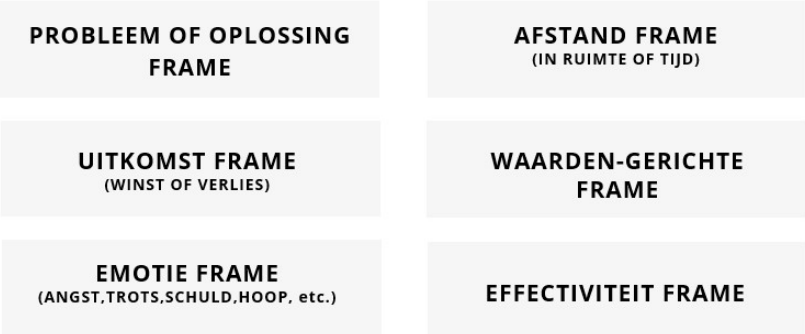 PROBLEEM OF OPLOSSING
FRAME
AFSTAND FRAME
(IN RUIMTE OF TIJD)
UITKOMST FRAME
(WINST OF VERLIES)
WAARDEN-GERICHTE
FRAME
EMOTIE FRAME
(ANGST,TROTS,SCHULD,HOOP, etc.)
EFFECTIVITEIT FRAME